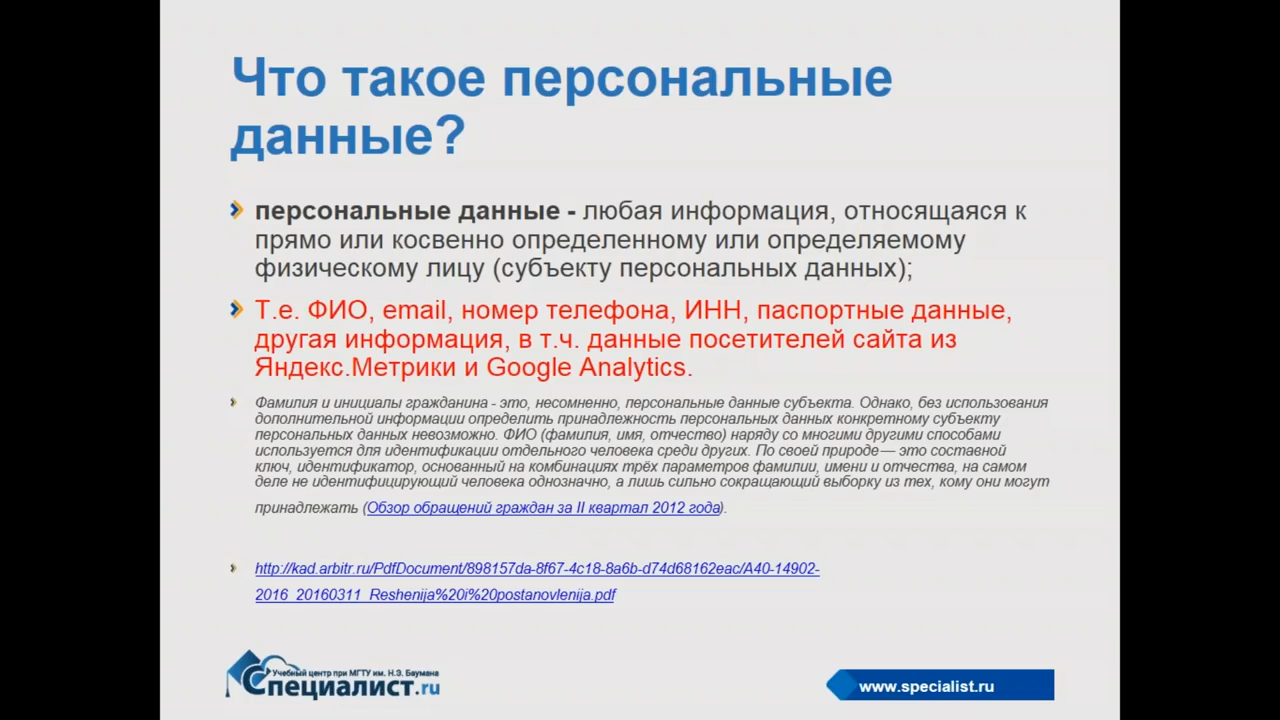 Что такое персональные
данные?
персональные данные - любая информация, относящаяся к
прямо или косвенно определенному или определяемому
физическому лицу (субъекту персональных данных);
Т.е. ФИО, email, номер телефона, ИНН, паспортные данные,
другая информация, в т.ч. данные посетителей сайта из
Яндекс.Метрики и Google Analytics.
Фамилия и инициалы гражданина - это, несомненно, персональные данные субъекта. Однако, без использования
дополнительной информации определить принадлежность персональных данных конкретному субъекту
персональных данных невозможно. ФИО (фамилия, имя, отчество) наряду со многими другими способами
используется для идентификации отдельного человека среди других. По своей природе — это составной
ключ, идентификатор, основанный на комбинациях трёх параметров фамилии, имени и отчества, на самом
деле не идентифицирующий человека однозначно, а лишь сильно сокращающий выборку из тех, кому они могут
принадлежать (Обзор обращений граждан за II квартал 2012 года).
http://kad.arbitr.ru/PdfDocument/898157da-8f67-4c18-8a6b-d74d68162eac/A40-14902-
2016_20160311_Reshenija%20i%20postanovlenija.pdf
Учебный центр при МГТУ им. Н.Э. Баумана
Специалист.ru
www.specialist.ru